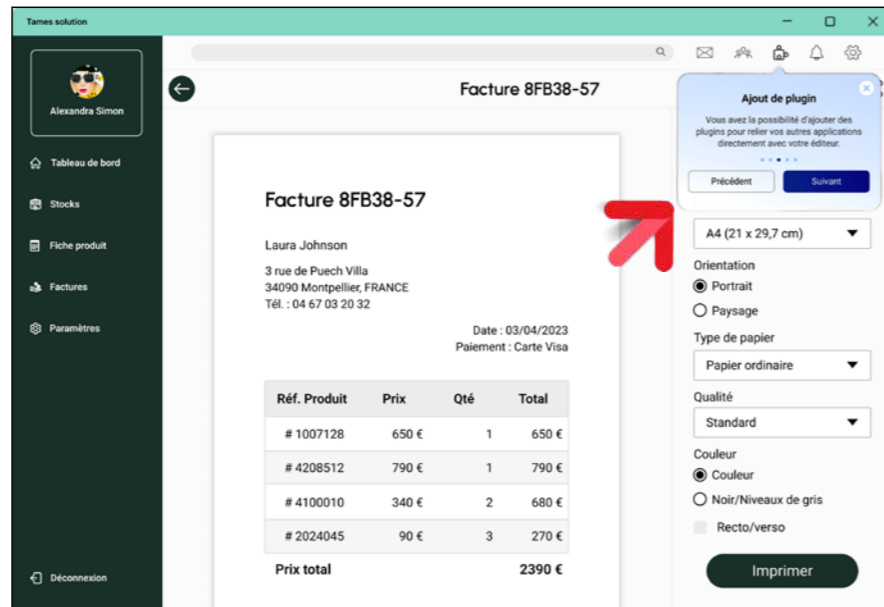 Tames solution
Alexandra Simon
Tableau de bord
Stocks
Fiche produit
Factures
Paramètres
Déconnexion
Facture 8FB38-57
Facture 8FB38-57
Laura Johnson
3 rue de Puech Villa
34090 Montpellier, FRANCE
Tél. : 04 67 03 20 32
Date : 03/04/2023
Paiement : Carte Visa
Réf. Produit Prix Qté Total
# 1007128 650 € 1 650 €
# 4208512 790 € 1 790 €
# 4100010 340 € 2 680 €
# 2024045 90 € 3 270 €
Prix total 2390 €
Ajout de plugin
Vous avez la possibilité d'ajouter des
plugins pour relier vos autres applications
directement avec votre éditeur.
Précédent Suivant
A4 (21 x 29,7 cm)
Orientation
Portrait
Paysage
Type de papier
Papier ordinaire
Qualité
Standard
Couleur
Couleur
Noir/Niveaux de gris
Recto/verso
Imprimer